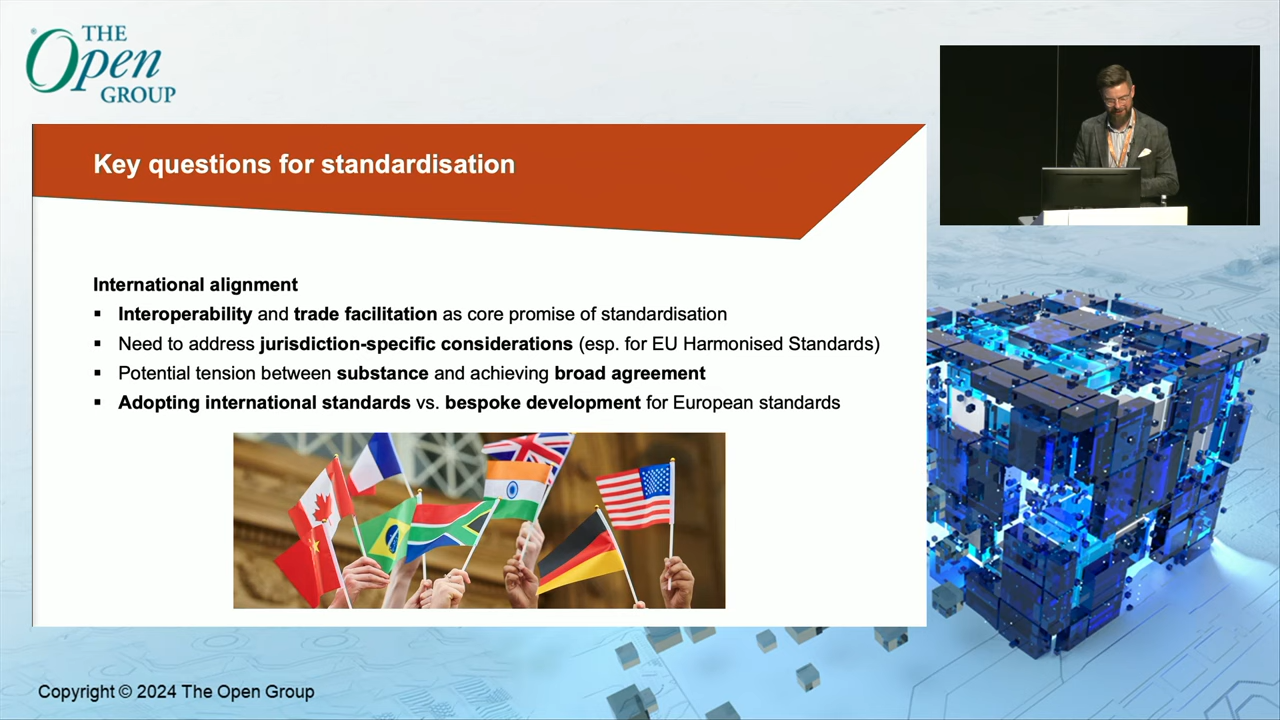 THE
Open
GROUP
Key questions for standardisation
International alignment
▪ Interoperability and trade facilitation as core promise of standardisation
▪ Need to address jurisdiction-specific considerations (esp. for EU Harmonised Standards)
▪ Potential tension between substance and achieving broad agreement
▪ Adopting international standards vs. bespoke development for European standards
Copyright © 2024 The Open Group